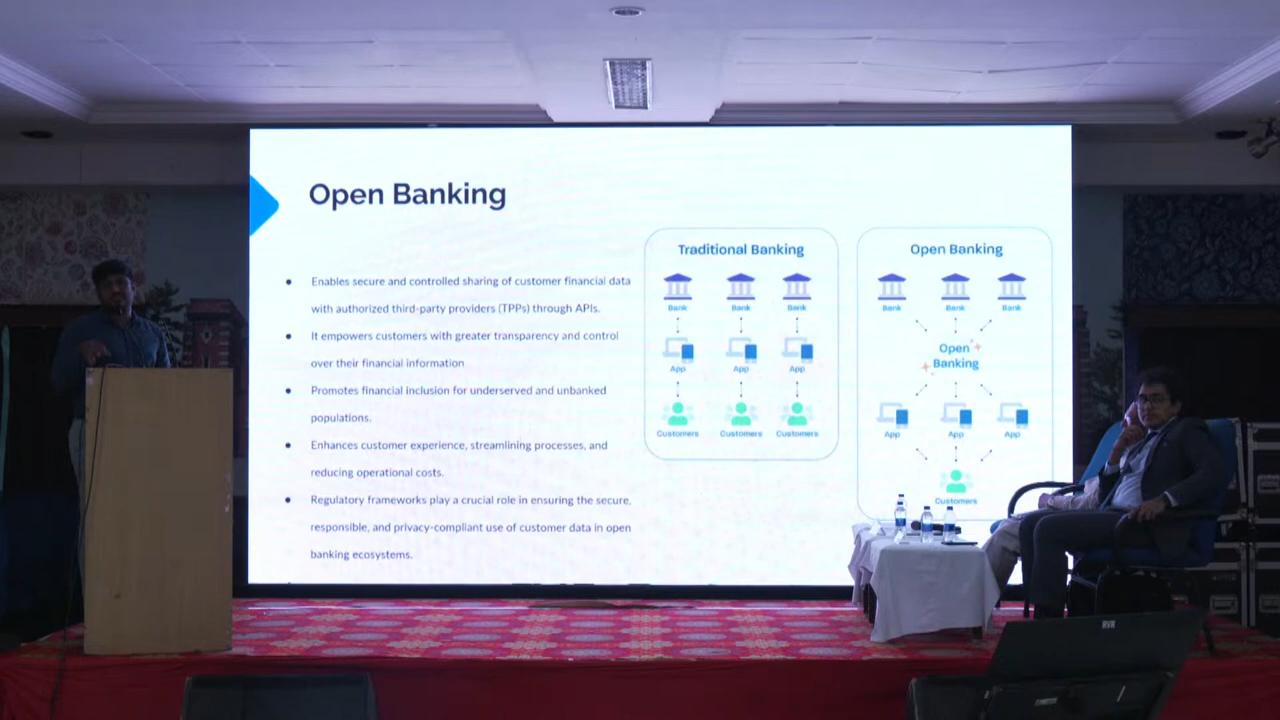 Open Banking
Enables secure and controlled sharing of customer financial data
with authorized third-party providers (TPPs) through APIs.
It empowers customers with greater transparency and control
over their financial information
Promotes financial inclusion for underserved and unbanked
populations.
Enhances customer experience, streamlining processes, and
reducing operational costs.
Regulatory frameworks play a crucial role in ensuring the secure,
responsible, and privacy-compliant use of customer data in open
banking ecosystems.
Traditional Banking
Bank Bank Bank
App App App
Customers Customers Customers
Open Banking
Bank Bank Bank
Open
Banking
App App App
Customers
RVR